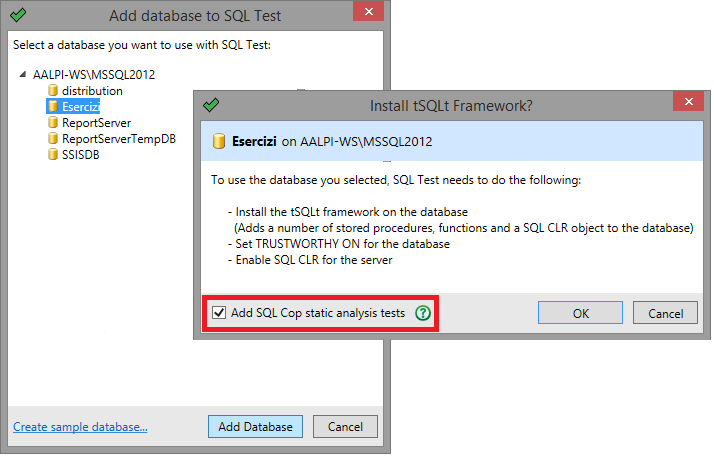 Add database to SQL Test
Select a database you want to use with SQL Test:
AALPI-WS\MSSQL2012
distribution
Esercizi
ReportServer
ReportServerTempDB
SSISDB
Create sample database...
Add Database
Cancel
Install tSQLt Framework?
Esercizi on AALPI-WS\MSSQL2012
To use the database you selected, SQL Test needs to do the following:
- Install the tSQLt framework on the database
(Adds a number of stored procedures, functions and a SQL CLR object to the database)
- Set TRUSTWORTHY ON for the database
- Enable SQL CLR for the server
Add SQL Cop static analysis tests
?
OK
Cancel